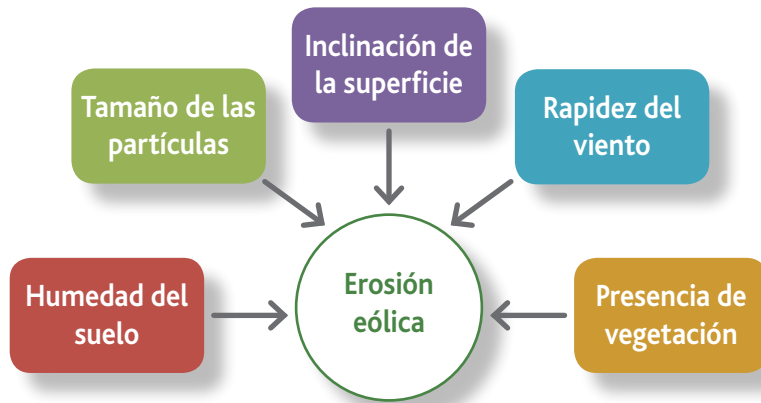 Humedad del
suelo
Tamaño de las
partículas
Inclinación de
la superficie
Rapidez del
viento
Presencia de
vegetación
Erosión
eólica